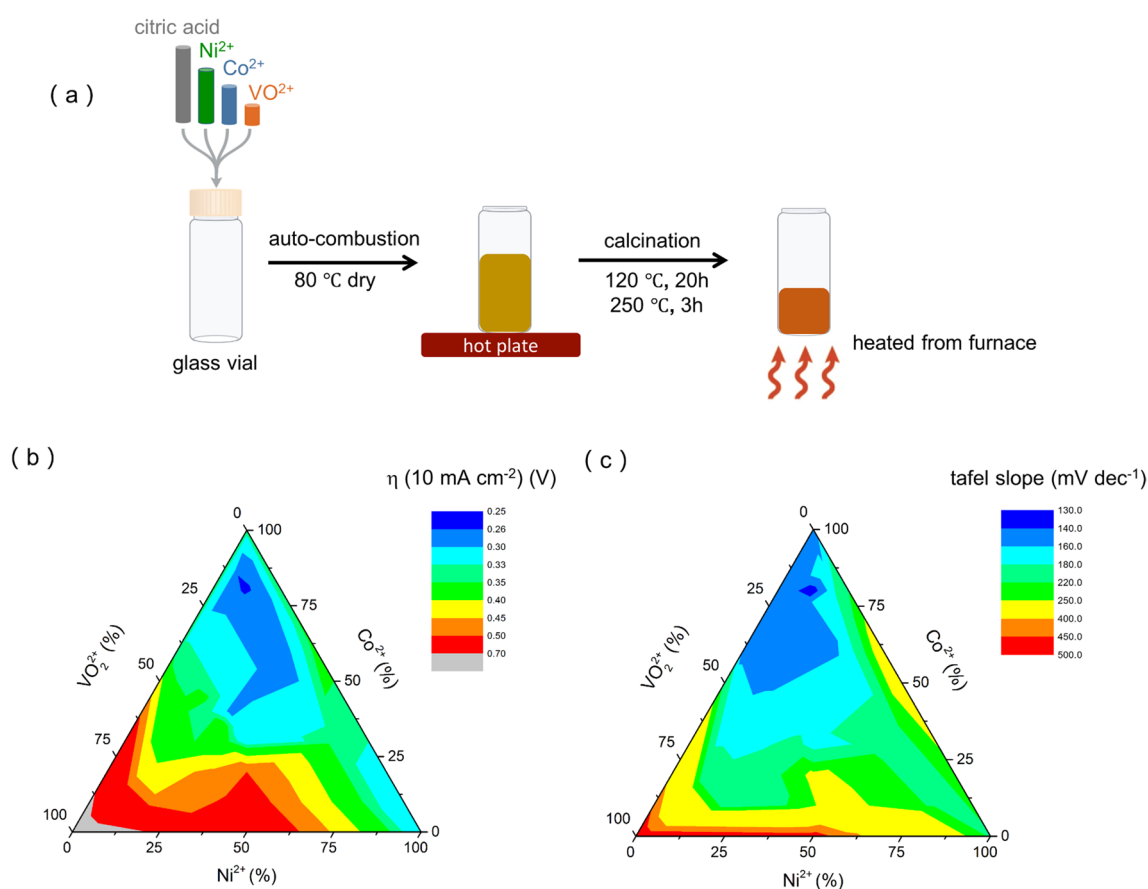 citric acid
Ni²⁺
Co²⁺
VO²⁺
( a )
auto-combustion
80 ℃ dry
calcination
120 ℃, 20h
250 ℃, 3h
hot plate
glass vial
heated from furnace
( b )
η (10 mA cm⁻²) (V)
0.25
0.26
0.30
0.33
0.35
0.40
0.45
0.50
0.70
0
25
50
75
100
VO₂²⁺ (%)
100
75
50
25
0
Co²⁺ (%)
0
25
50
75
100
Ni²⁺ (%)
( c )
tafel slope (mV dec⁻¹)
130.0
140.0
160.0
180.0
220.0
250.0
400.0
450.0
500.0
0
25
50
75
100
VO₂²⁺ (%)
100
75
50
25
0
Co²⁺ (%)
0
25
50
75
100
Ni²⁺ (%)